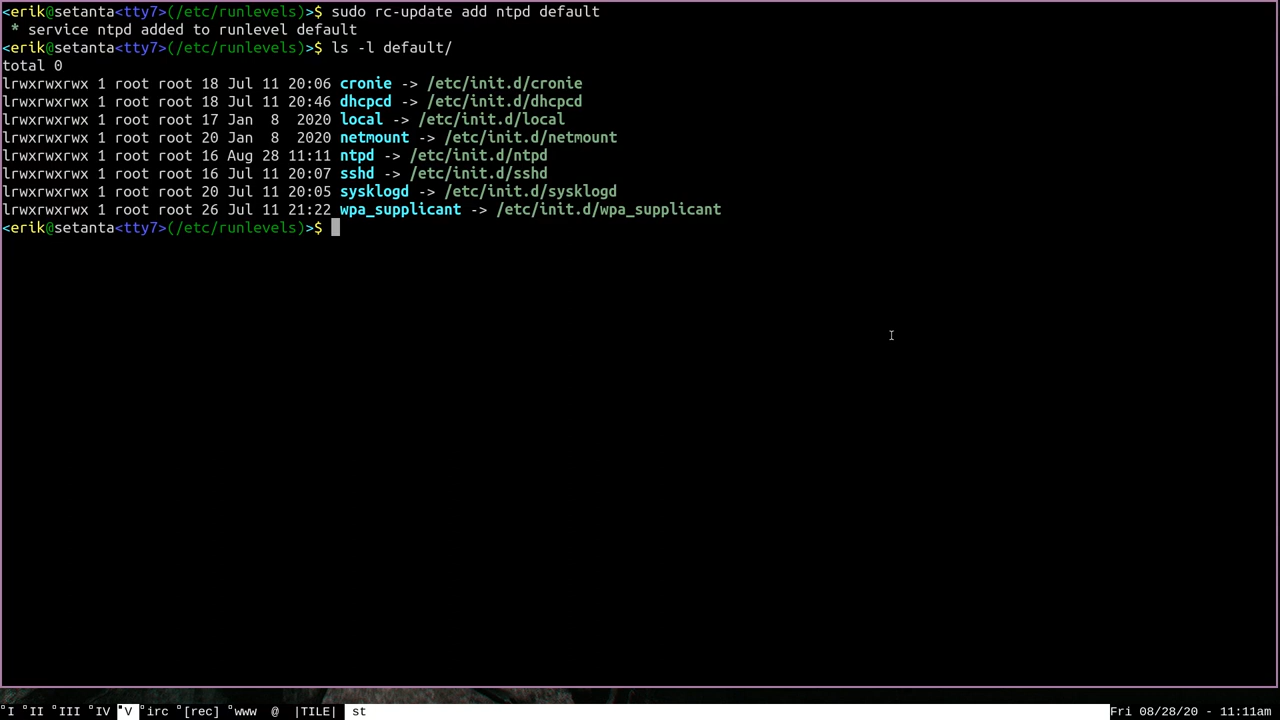 <erik@setanta<tty7>(/etc/runlevels)>$ sudo rc-update add ntpd default
 * service ntpd added to runlevel default
<erik@setanta<tty7>(/etc/runlevels)>$ ls -l default/
total 0
lrwxrwxrwx 1 root root 18 Jul 11 20:06 cronie -> /etc/init.d/cronie
lrwxrwxrwx 1 root root 18 Jul 11 20:46 dhcpcd -> /etc/init.d/dhcpcd
lrwxrwxrwx 1 root root 17 Jan  8  2020 local -> /etc/init.d/local
lrwxrwxrwx 1 root root 20 Jan  8  2020 netmount -> /etc/init.d/netmount
lrwxrwxrwx 1 root root 16 Aug 28 11:11 ntpd -> /etc/init.d/ntpd
lrwxrwxrwx 1 root root 16 Jul 11 20:07 sshd -> /etc/init.d/sshd
lrwxrwxrwx 1 root root 20 Jul 11 20:05 sysklogd -> /etc/init.d/sysklogd
lrwxrwxrwx 1 root root 26 Jul 11 21:22 wpa_supplicant -> /etc/init.d/wpa_supplicant
<erik@setanta<tty7>(/etc/runlevels)>$
°I °II °III °IV °V °irc °[rec] °www @ |TILE| st Fri 08/28/20 - 11:11am